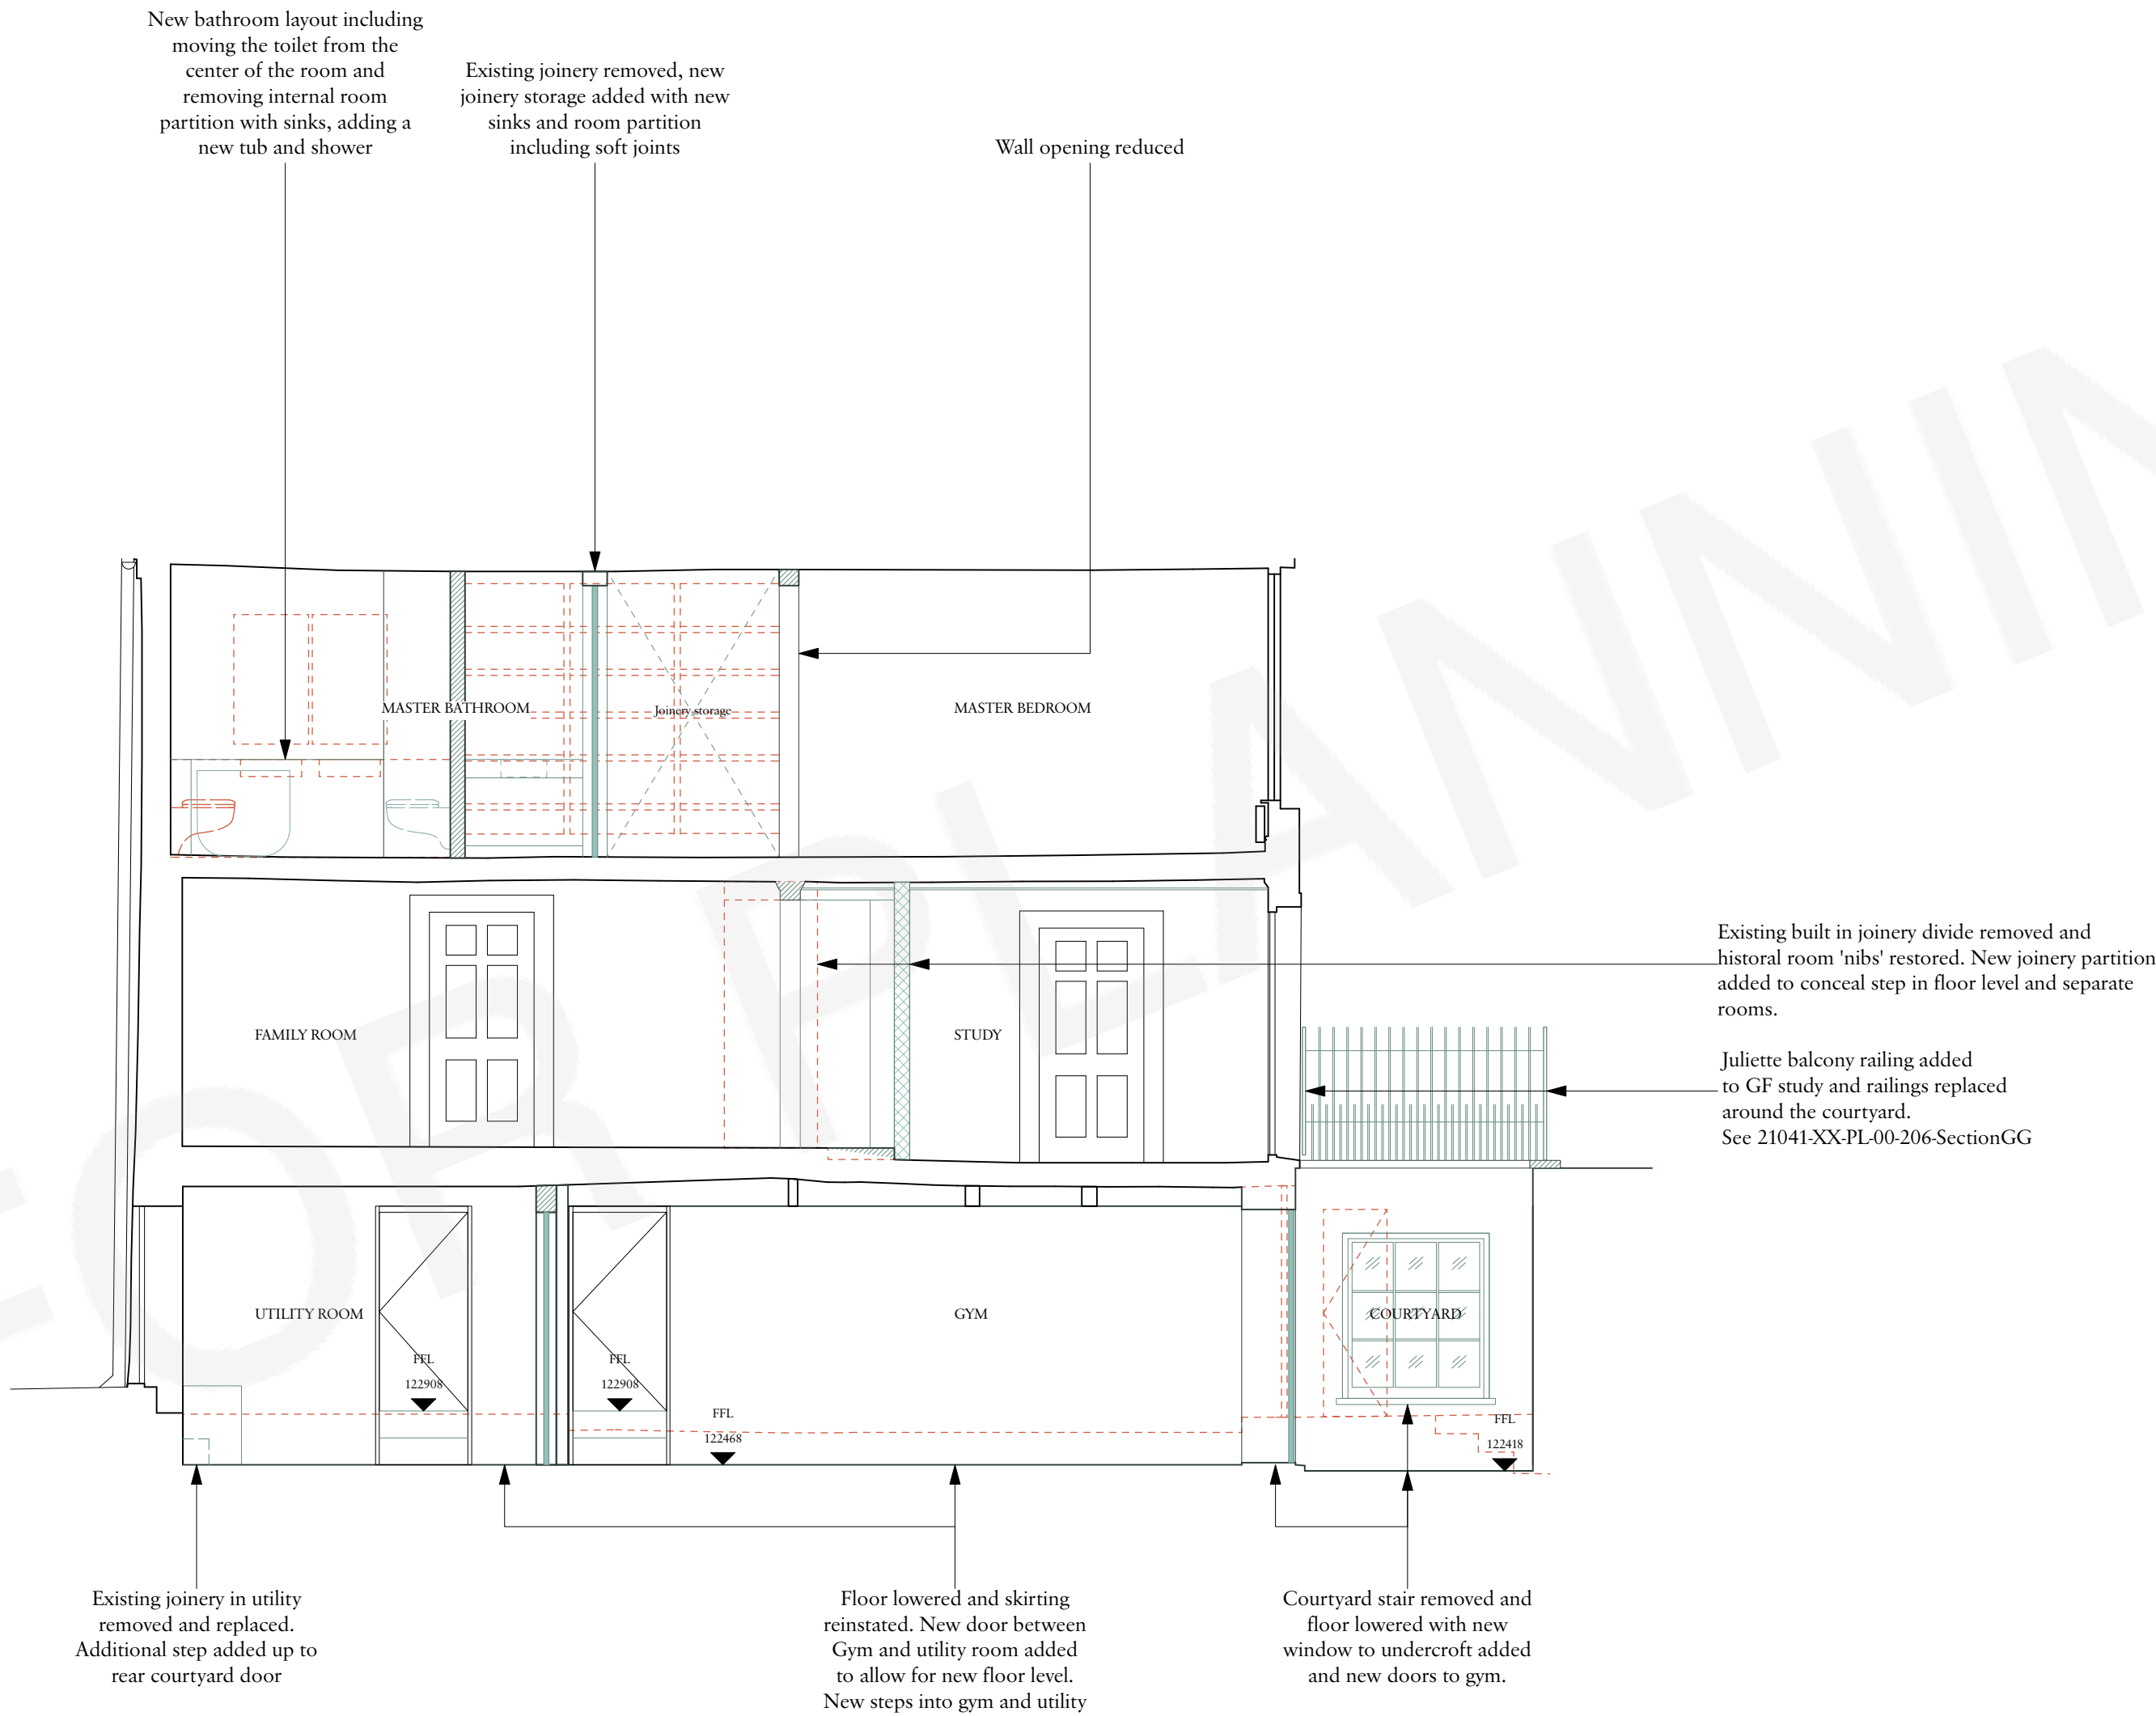 New bathroom layout including
moving the toilet from the
center of the room and
removing internal room
partition with sinks, adding a
new tub and shower
Existing joinery removed, new
joinery storage added with new
sinks and room partition
including soft joints
Wall opening reduced
MASTER BATHROOM
Joinery storage
MASTER BEDROOM
Existing built in joinery divide removed and
historal room 'nibs' restored. New joinery partition
added to conceal step in floor level and separate
rooms.
FAMILY ROOM
STUDY
Juliette balcony railing added
to GF study and railings replaced
around the courtyard.
See 21041-XX-PL-00-206-SectionGG
UTILITY ROOM
GYM
COURTYARD
FFL
122908
FFL
122908
FFL
122468
FFL
122418
Existing joinery in utility
removed and replaced.
Additional step added up to
rear courtyard door
Floor lowered and skirting
reinstated. New door between
Gym and utility room added
to allow for new floor level.
New steps into gym and utility
Courtyard stair removed and
floor lowered with new
window to undercroft added
and new doors to gym.
FOR PLANNIN